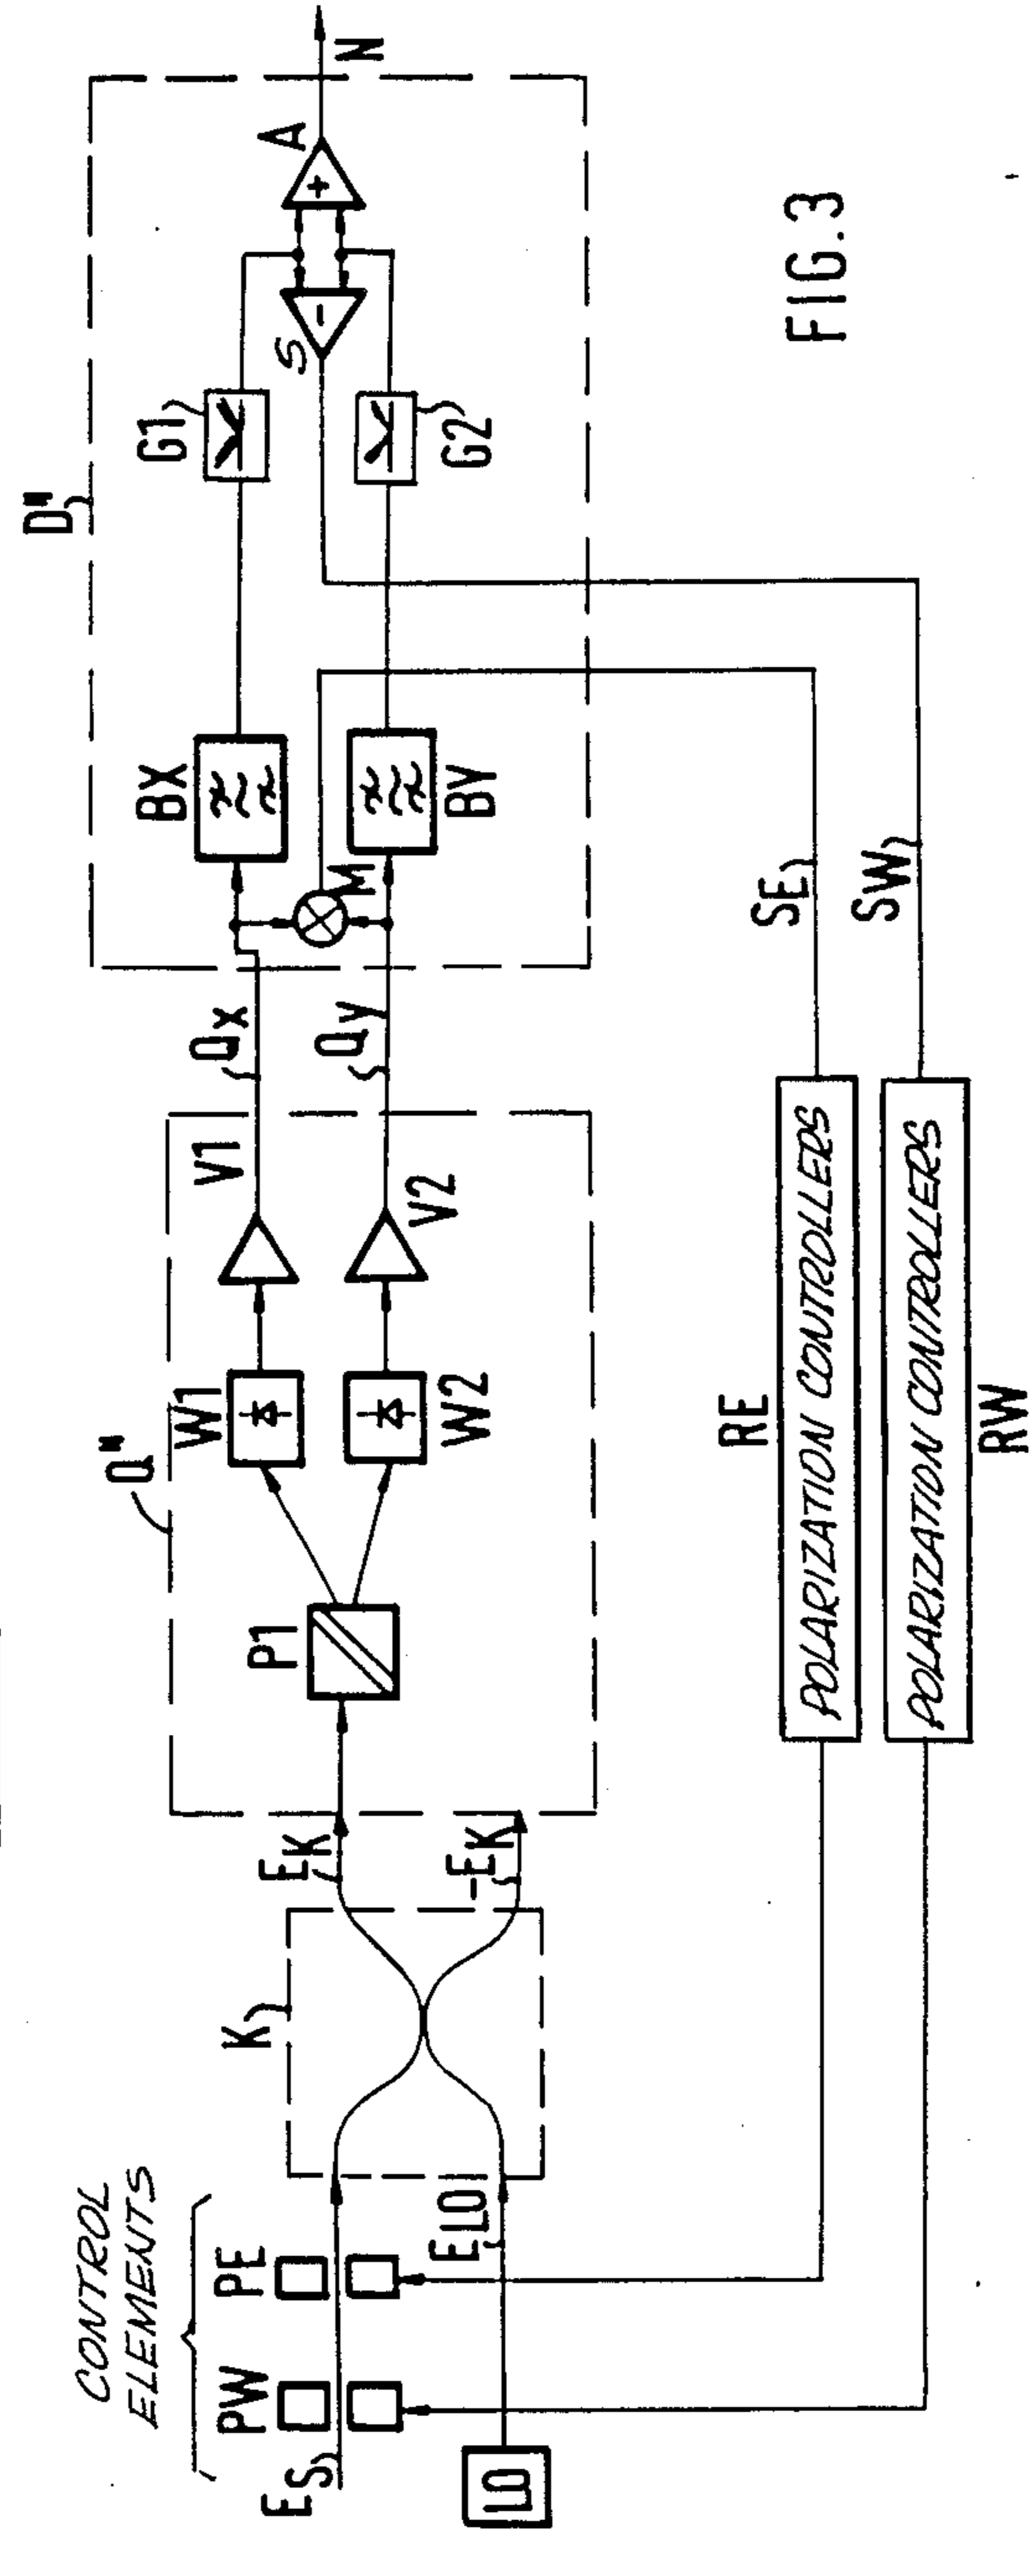 CONTROL
ELEMENTS
PW
PE
ES
LO
ELO
K
EK
-EK
Q"
P1
W1
W2
V1
V2
Qx
Qy
D"
BX
BY
M
G1
G2
S
-
+
A
N
SE
SW
RE
POLARIZATION CONTROLLERS
POLARIZATION CONTROLLERS
RW
FIG.3